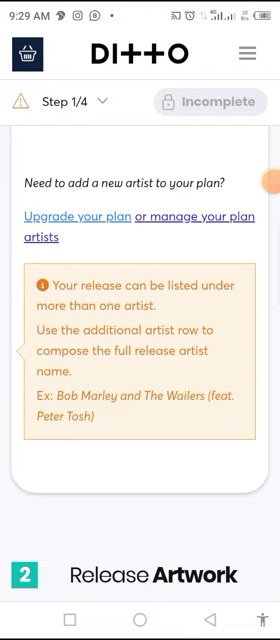 9:29 AM
4G
DITTO
Step 1/4
Incomplete
Need to add a new artist to your plan?
Upgrade your plan or manage your plan
artists
Your release can be listed under
more than one artist.
Use the additional artist row to
compose the full release artist
name.
Ex: Bob Marley and The Wailers (feat.
Peter Tosh)
2 Release Artwork